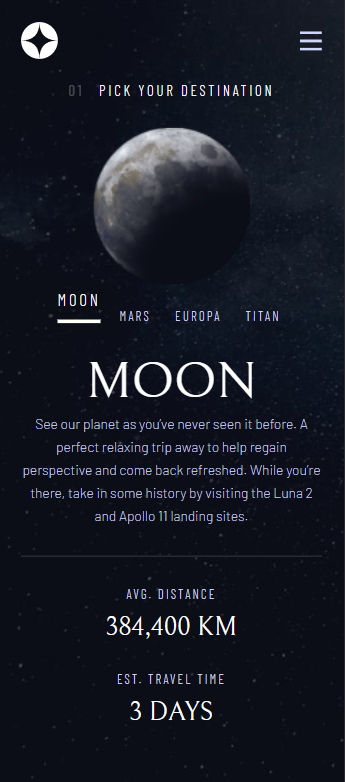 01 PICK YOUR DESTINATION
MOON MARS EUROPA TITAN
MOON
See our planet as you've never seen it before. A
perfect relaxing trip away to help regain
perspective and come back refreshed. While you're
there, take in some history by visiting the Luna 2
and Apollo 11 landing sites.
AVG. DISTANCE
384,400 KM
EST. TRAVEL TIME
3 DAYS